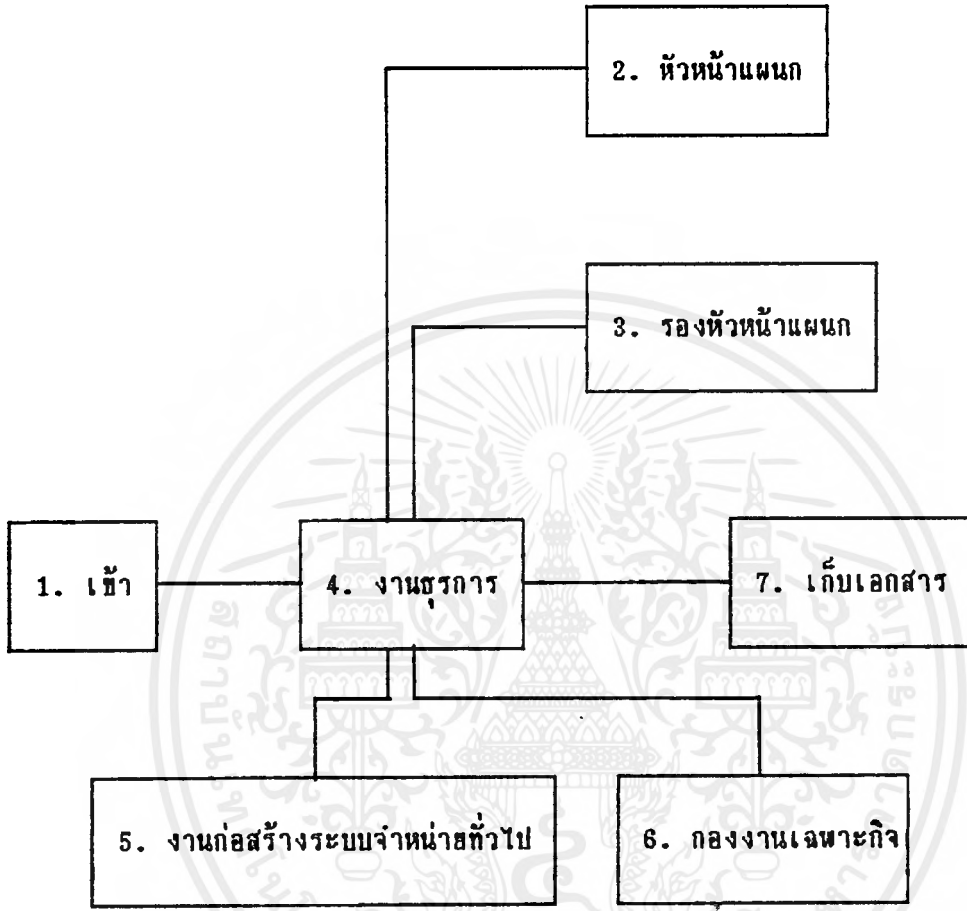 2. หัวหน้าแผนก
3. รองหัวหน้าแผนก
1. เข้า
4. งานธุรการ
7. เก็บเอกสาร
5. งานก่อสร้างระบบจำหน่ายทั่วไป
6. กองงานเฉพาะกิจ